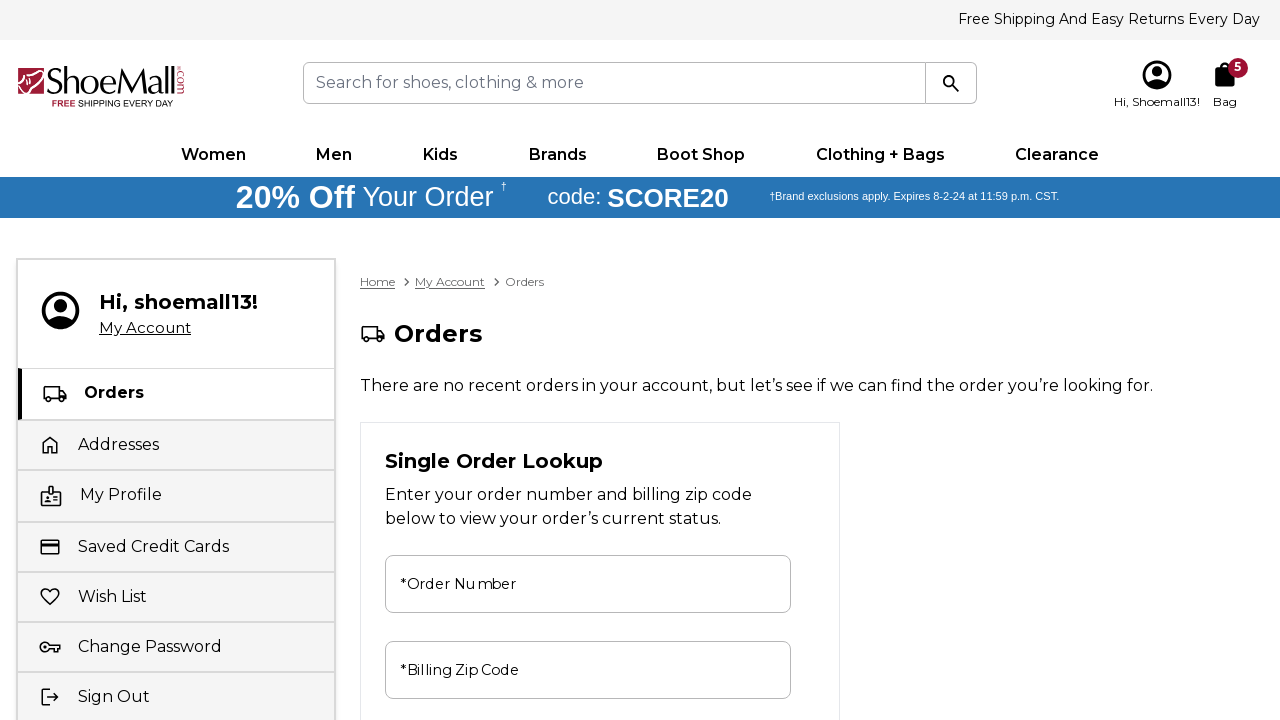 Free Shipping And Easy Returns Every Day
ShoeMall.com®
FREE SHIPPING EVERY DAY
Search for shoes, clothing & more
Hi, Shoemall13!
5
Bag
Women Men Kids Brands Boot Shop Clothing + Bags Clearance
20% Off Your Order † code: SCORE20 †Brand exclusions apply. Expires 8-2-24 at 11:59 p.m. CST.
Hi, shoemall13!
My Account
Orders
Addresses
My Profile
Saved Credit Cards
Wish List
Change Password
Sign Out
Home > My Account > Orders
Orders
There are no recent orders in your account, but let’s see if we can find the order you’re looking for.
Single Order Lookup
Enter your order number and billing zip code
below to view your order’s current status.
*Order Number
*Billing Zip Code